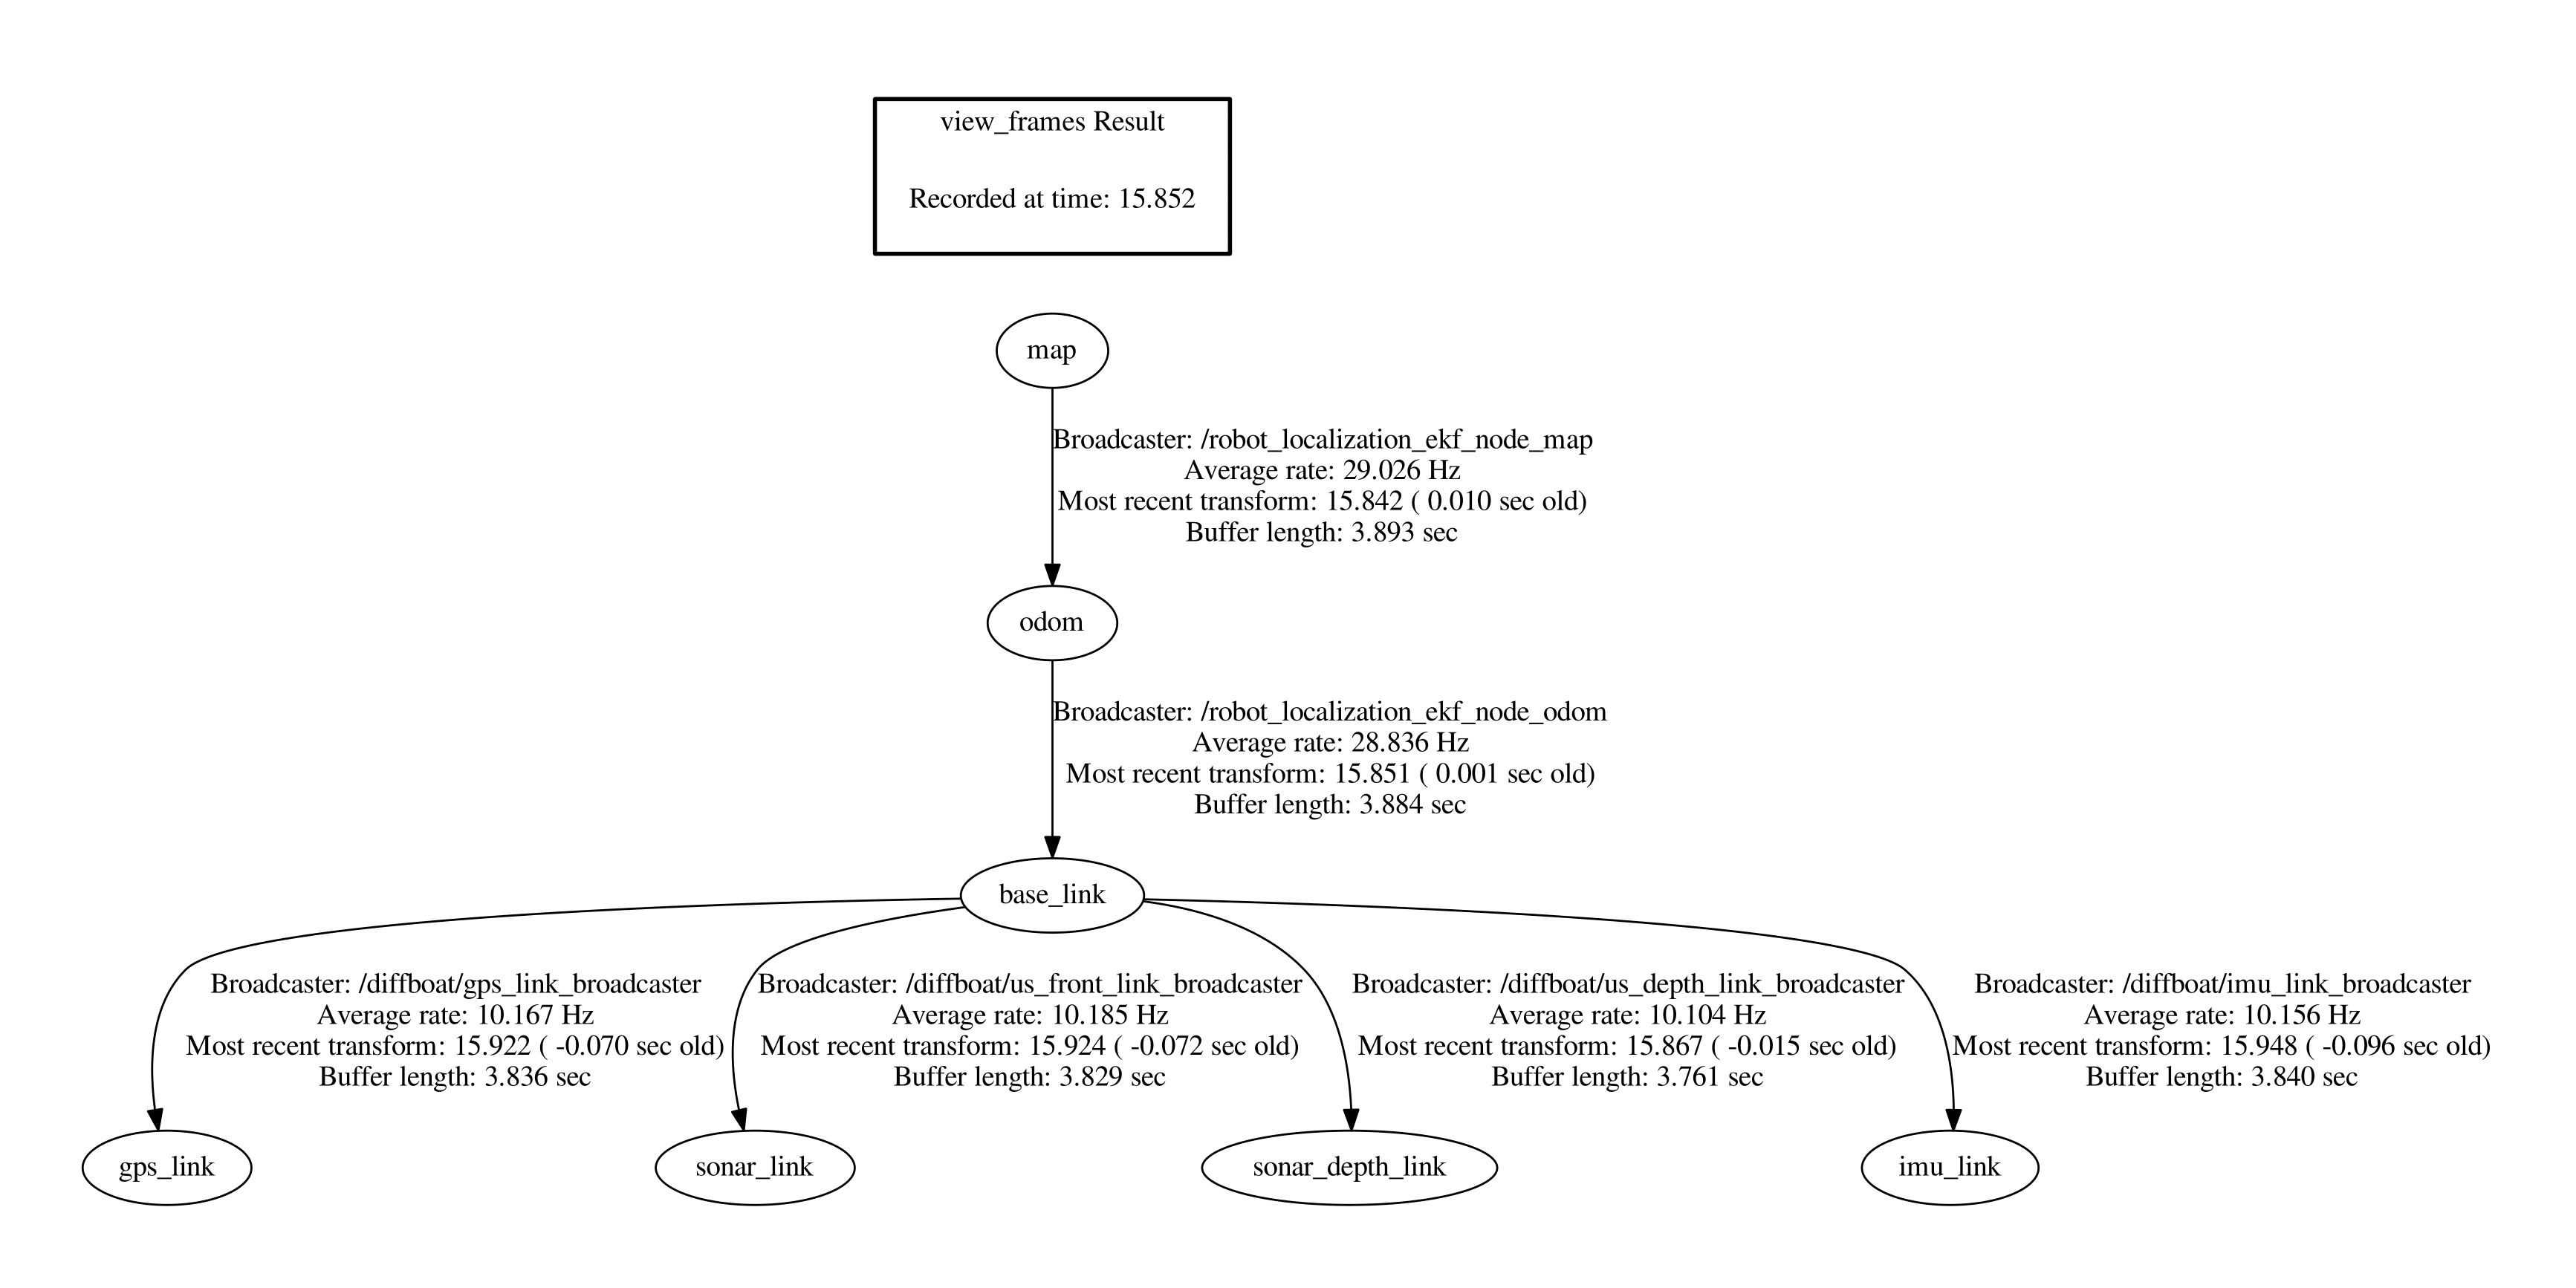 view_frames Result
Recorded at time: 15.852
map
Broadcaster: /robot_localization_ekf_node_map
Average rate: 29.026 Hz
Most recent transform: 15.842 ( 0.010 sec old)
Buffer length: 3.893 sec
odom
Broadcaster: /robot_localization_ekf_node_odom
Average rate: 28.836 Hz
Most recent transform: 15.851 ( 0.001 sec old)
Buffer length: 3.884 sec
base_link
Broadcaster: /diffboat/gps_link_broadcaster
Average rate: 10.167 Hz
Most recent transform: 15.922 ( -0.070 sec old)
Buffer length: 3.836 sec
Broadcaster: /diffboat/us_front_link_broadcaster
Average rate: 10.185 Hz
Most recent transform: 15.924 ( -0.072 sec old)
Buffer length: 3.829 sec
Broadcaster: /diffboat/us_depth_link_broadcaster
Average rate: 10.104 Hz
Most recent transform: 15.867 ( -0.015 sec old)
Buffer length: 3.761 sec
Broadcaster: /diffboat/imu_link_broadcaster
Average rate: 10.156 Hz
Most recent transform: 15.948 ( -0.096 sec old)
Buffer length: 3.840 sec
gps_link
sonar_link
sonar_depth_link
imu_link